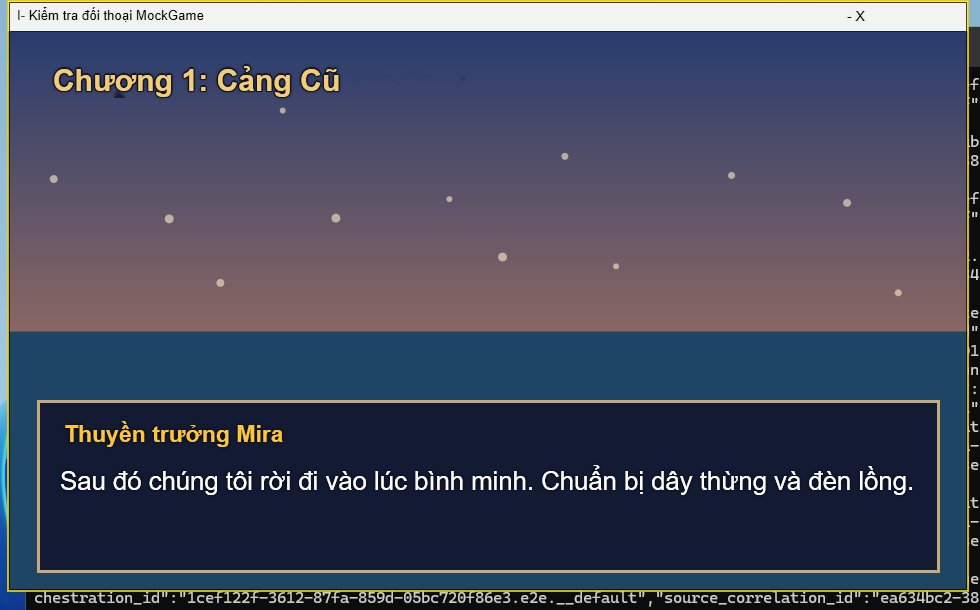 I- Kiểm tra đối thoại MockGame
- X
Chương 1: Cảng Cũ
Thuyền trưởng Mira
Sau đó chúng tôi rời đi vào lúc bình minh. Chuẩn bị dây thừng và đèn lồng.
chestration_id":"1cef122f-3612-87fa-859d-05bc720f86e3.e2e.__default","source_correlation_id":"ea634bc2-38